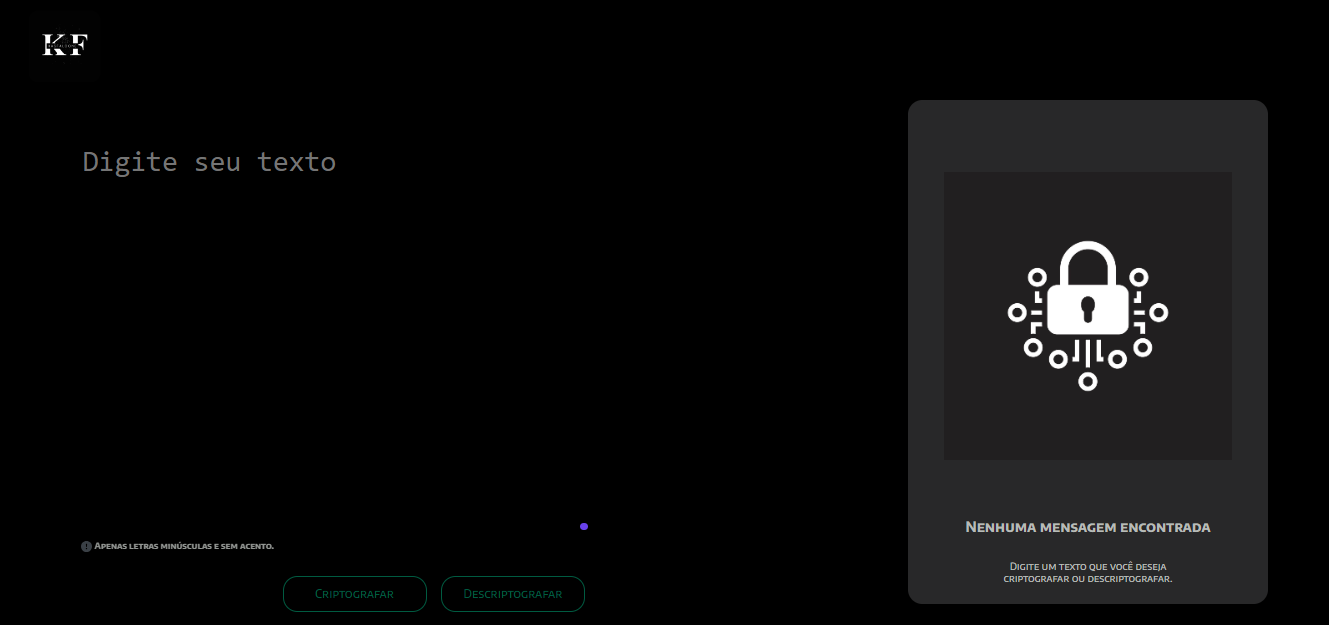 KF
Digite seu texto
Apenas letras minúsculas e sem acento.
Criptografar
Descriptografar
Nenhuma mensagem encontrada
Digite um texto que você deseja
criptografar ou descriptografar.